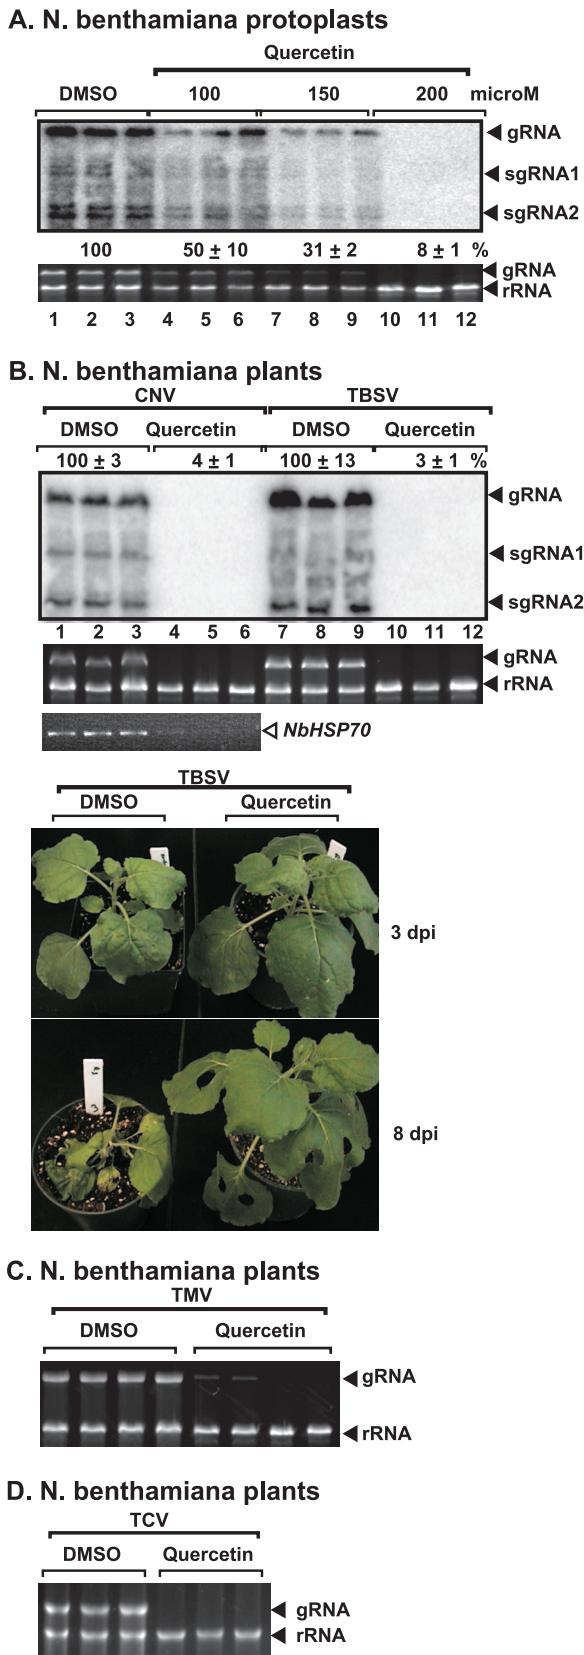 A. N. benthamiana protoplasts
Quercetin
DMSO 100 150 200 microM
gRNA
sgRNA1
sgRNA2
100 50 ± 10 31 ± 2 8 ± 1 %
gRNA
rRNA
1 2 3 4 5 6 7 8 9 10 11 12
B. N. benthamiana plants
CNV TBSV
DMSO Quercetin DMSO Quercetin
100 ± 3 4 ± 1 100 ± 13 3 ± 1 %
gRNA
sgRNA1
sgRNA2
1 2 3 4 5 6 7 8 9 10 11 12
gRNA
rRNA
NbHSP70
TBSV
DMSO Quercetin
3 dpi
8 dpi
C. N. benthamiana plants
TMV
DMSO Quercetin
gRNA
rRNA
D. N. benthamiana plants
TCV
DMSO Quercetin
gRNA
rRNA